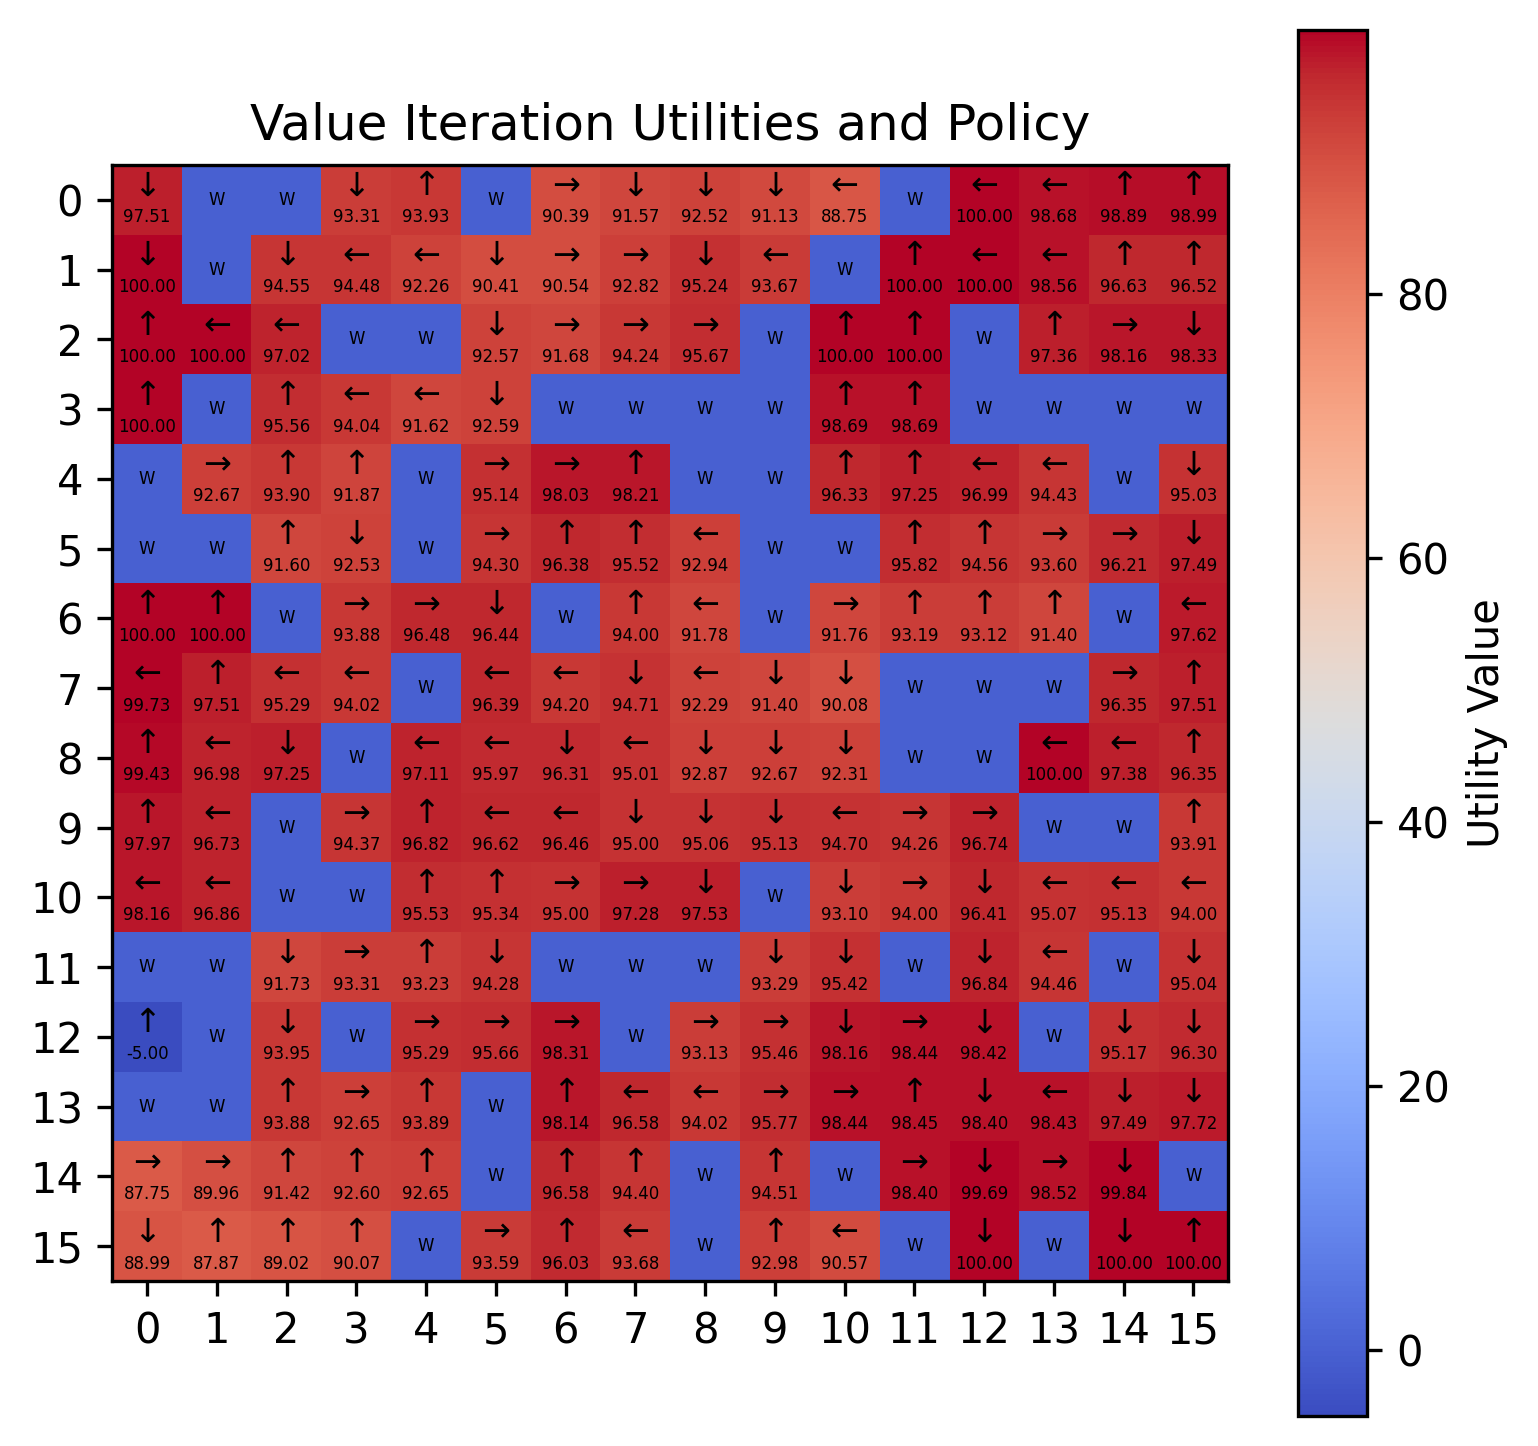 Value Iteration Utilities and Policy
0 ↓ W W ↓ ↑ W → ↓ ↓ ↓ ← W ← ← ↑ ↑
97.51 93.31 93.93 90.39 91.57 92.52 91.13 88.75 100.00 98.68 98.89 98.99
1 ↓ W ↓ ← ← ↓ → → ↓ ← W ↑ ← ← ↑ ↑
100.00 94.55 94.48 92.26 90.41 90.54 92.82 95.24 93.67 100.00 100.00 98.56 96.63 96.52
2 ↑ ← ← W W ↓ → → → W ↑ ↑ W ↑ → ↓
100.00 100.00 97.02 92.57 91.68 94.24 95.67 100.00 100.00 97.36 98.16 98.33
3 ↑ W ↑ ← ← ↓ W W W W ↑ ↑ W W W W
100.00 95.56 94.04 91.62 92.59 98.69 98.69
4 W → ↑ ↑ W → → ↑ W W ↑ ↑ ← ← W ↓
92.67 93.90 91.87 95.14 98.03 98.21 96.33 97.25 96.99 94.43 95.03
5 W W ↑ ↓ W → ↑ ↑ ← W W ↑ ↑ → → ↓
91.60 92.53 94.30 96.38 95.52 92.94 95.82 94.56 93.60 96.21 97.49
6 ↑ ↑ W → → ↓ W ↑ ← W → ↑ ↑ ↑ W ←
100.00 100.00 93.88 96.48 96.44 94.00 91.78 91.76 93.19 93.12 91.40 97.62
7 ← ↑ ← ← W ← ← ↓ ← ↓ ↓ W W W → ↑
99.73 97.51 95.29 94.02 96.39 94.20 94.71 92.29 91.40 90.08 96.35 97.51
8 ↑ ← ↓ W ← ← ↓ ← ↓ ↓ ↓ W W ← ← ↑
99.43 96.98 97.25 97.11 95.97 96.31 95.01 92.87 92.67 92.31 100.00 97.38 96.35
9 ↑ ← W → ↑ ← ← ↓ ↓ ↓ ← → → W W ↑
97.97 96.73 94.37 96.82 96.62 96.46 95.00 95.06 95.13 94.70 94.26 96.74 93.91
10 ← ← W W ↑ ↑ → → ↓ W ↓ → ↓ ← ← ←
98.16 96.86 95.53 95.34 95.00 97.28 97.53 93.10 94.00 96.41 95.07 95.13 94.00
11 W W ↓ → ↑ ↓ W W W ↓ ↓ W ↓ ← W ↓
91.73 93.31 93.23 94.28 93.29 95.42 96.84 94.46 95.04
12 ↑ W ↓ W → → → W → → ↓ → ↓ W ↓ ↓
-5.00 93.95 95.29 95.66 98.31 93.13 95.46 98.16 98.44 98.42 95.17 96.30
13 W W ↑ → ↑ W ↑ ← ← → → ↑ ↓ ← ↓ ↓
93.88 92.65 93.89 98.14 96.58 94.02 95.77 98.44 98.45 98.40 98.43 97.49 97.72
14 → → ↑ ↑ ↑ W ↑ ↑ W ↑ W → ↓ → ↓ W
87.75 89.96 91.42 92.60 92.65 96.58 94.40 94.51 98.40 99.69 98.52 99.84
15 ↓ ↑ ↑ ↑ W → ↑ ← W ↑ ← W ↓ W ↓ ↑
88.99 87.87 89.02 90.07 93.59 96.03 93.68 92.98 90.57 100.00 100.00 100.00
0 1 2 3 4 5 6 7 8 9 10 11 12 13 14 15
80
60
40
20
0
Utility Value